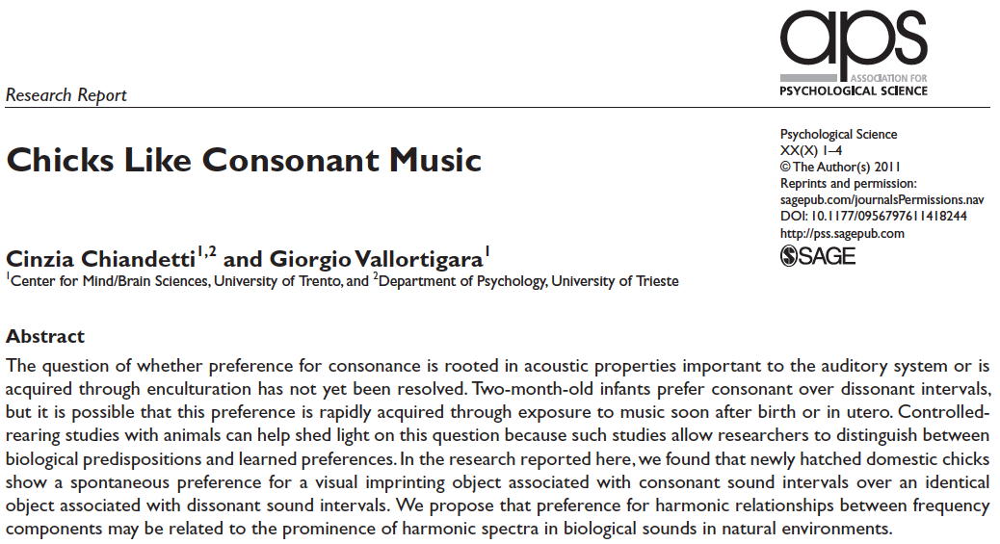 aps
ASSOCIATION FOR
PSYCHOLOGICAL SCIENCE
Research Report
Chicks Like Consonant Music
Psychological Science
XX(X) 1–4
© The Author(s) 2011
Reprints and permission:
sagepub.com/journalsPermissions.nav
DOI: 10.1177/0956797611418244
http://pss.sagepub.com
SAGE
Cinzia Chiandetti1,2 and Giorgio Vallortigara1
1Center for Mind/Brain Sciences, University of Trento, and 2Department of Psychology, University of Trieste
Abstract
The question of whether preference for consonance is rooted in acoustic properties important to the auditory system or is
acquired through enculturation has not yet been resolved. Two-month-old infants prefer consonant over dissonant intervals,
but it is possible that this preference is rapidly acquired through exposure to music soon after birth or in utero. Controlled-
rearing studies with animals can help shed light on this question because such studies allow researchers to distinguish between
biological predispositions and learned preferences. In the research reported here, we found that newly hatched domestic chicks
show a spontaneous preference for a visual imprinting object associated with consonant sound intervals over an identical
object associated with dissonant sound intervals. We propose that preference for harmonic relationships between frequency
components may be related to the prominence of harmonic spectra in biological sounds in natural environments.